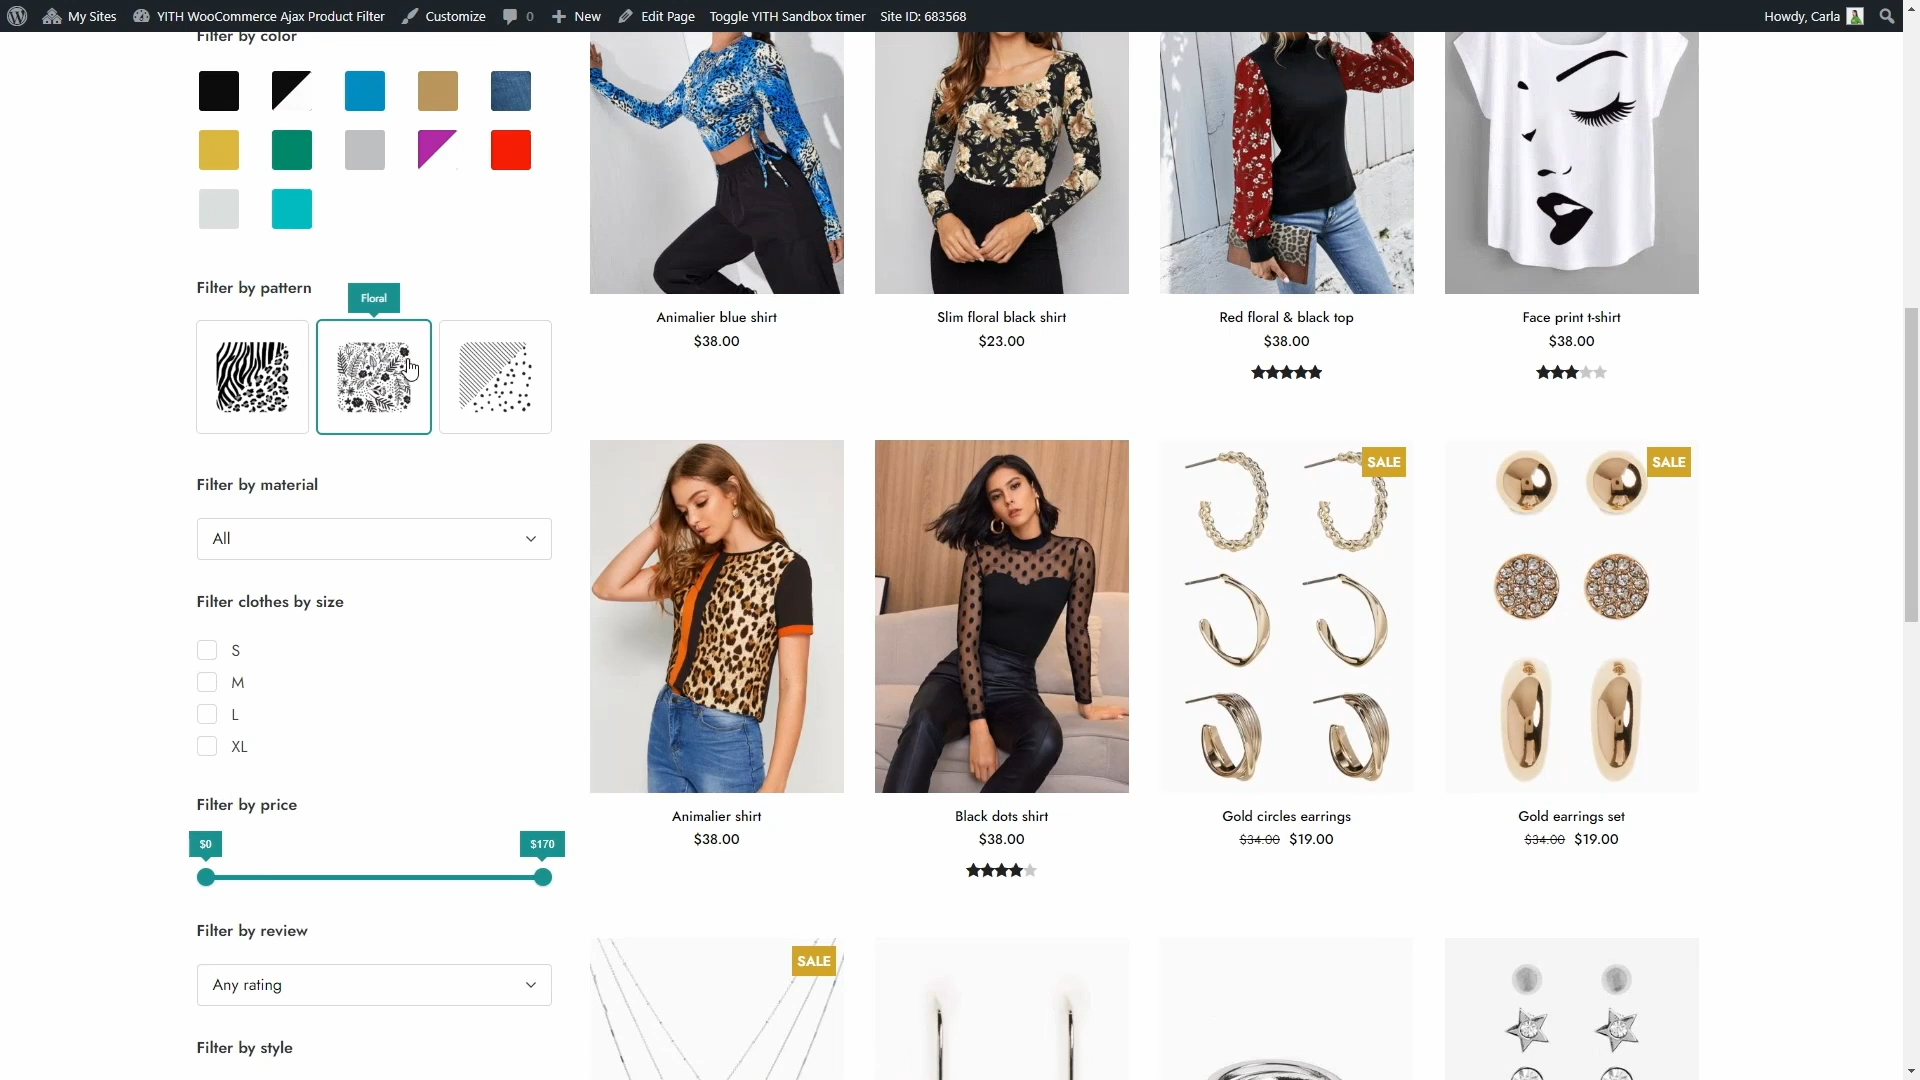 My Sites YITH WooCommerce Ajax Product Filter Customize 0 New Edit Page Toggle YITH Sandbox timer Site ID: 683568 Howdy, Carla
Filter by color
Filter by pattern
Floral
Filter by material
All
Filter clothes by size
S
M
L
XL
Filter by price
$0 $170
Filter by review
Any rating
Filter by style
Animalier blue shirt
$38.00
Slim floral black shirt
$23.00
Red floral & black top
$38.00
Face print t-shirt
$38.00
Animalier shirt
$38.00
Black dots shirt
$38.00
SALE
Gold circles earrings
$34.00 $19.00
SALE
Gold earrings set
$34.00 $19.00
SALE